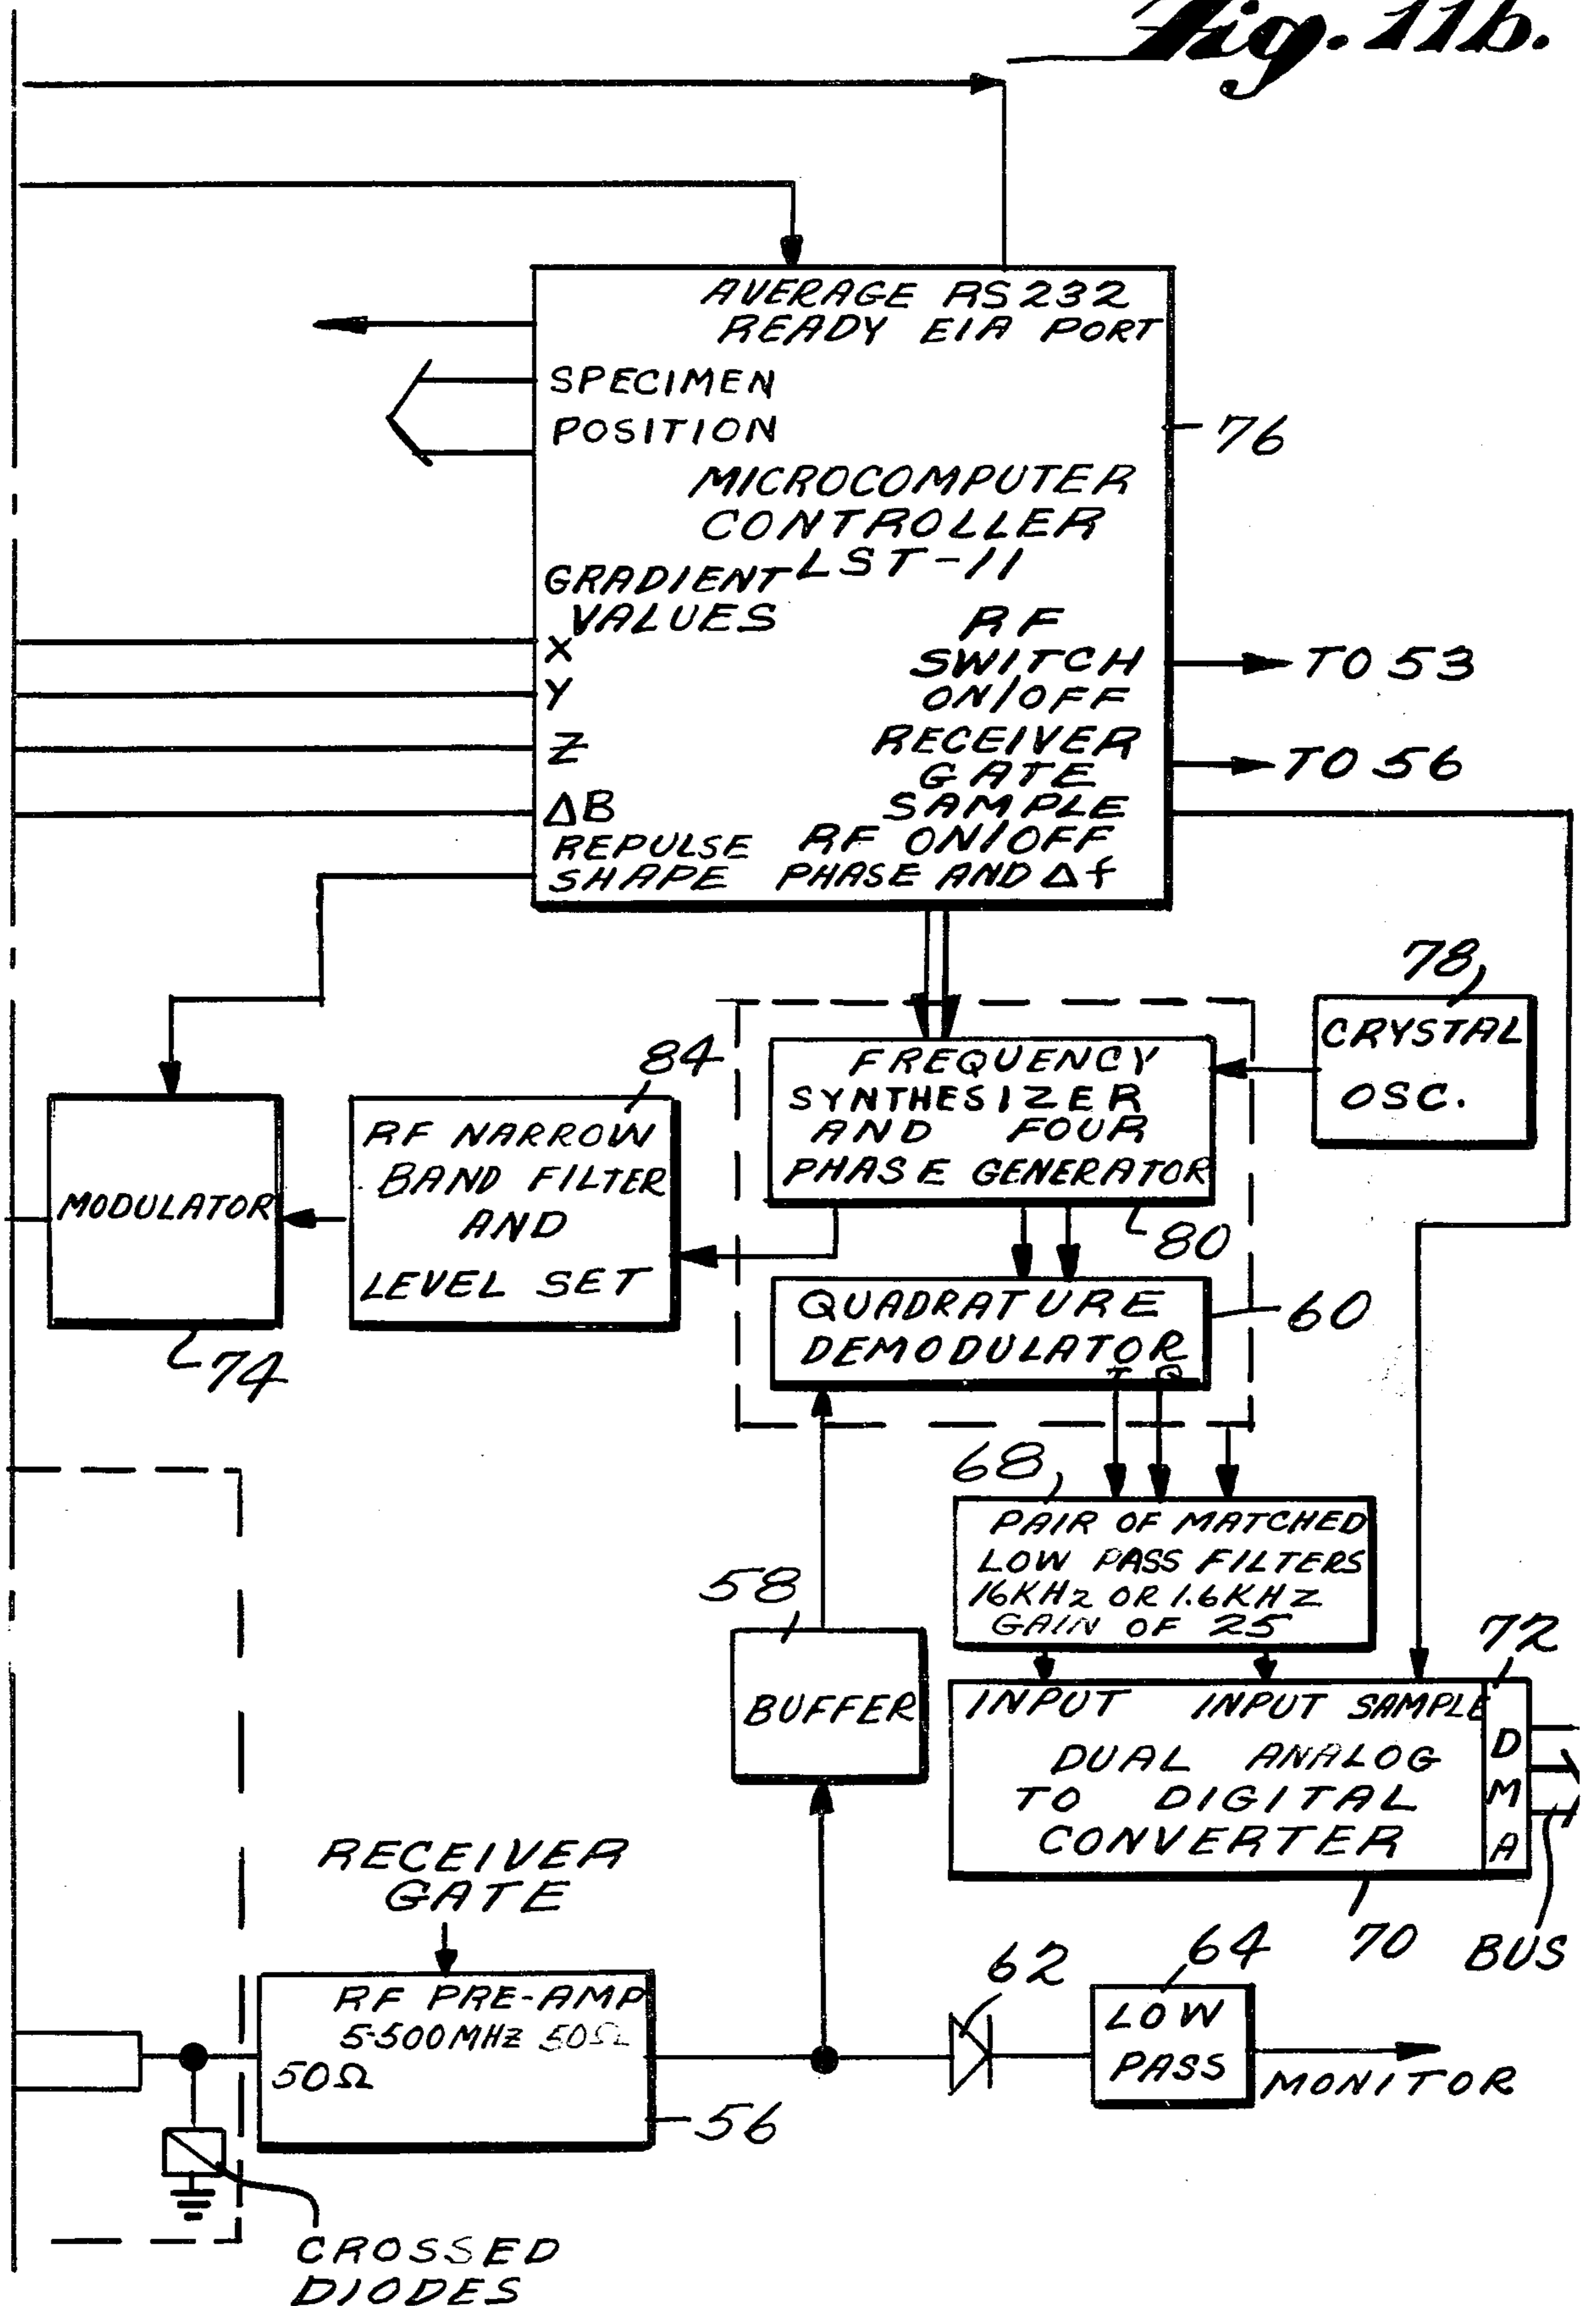 Fig. 11b.
AVERAGE RS232
READY EIA PORT
SPECIMEN
POSITION
76
MICROCOMPUTER
CONTROLLER
LST-11
GRADIENT
VALUES
X
Y
Z
ΔB
REPULSE
SHAPE
RF
SWITCH
ON/OFF
TO 53
RECEIVER
GATE
TO 56
SAMPLE
RF ON/OFF
PHASE AND Δf
78
CRYSTAL
OSC.
84
FREQUENCY
SYNTHESIZER
AND FOUR
PHASE GENERATOR
80
RF NARROW
BAND FILTER
AND
LEVEL SET
MODULATOR
74
QUADRATURE
DEMODULATOR
I Q
60
68
PAIR OF MATCHED
LOW PASS FILTERS
16KHz OR 1.6KHZ
GAIN OF 25
58
BUFFER
72
INPUT INPUT SAMPLE
DUAL ANALOG
TO DIGITAL
CONVERTER
D
M
A
70
BUS
RECEIVER
GATE
RF PRE-AMP
5-500MHZ 50Ω
50Ω
56
62
64
LOW
PASS
MONITOR
CROSSED
DIODES